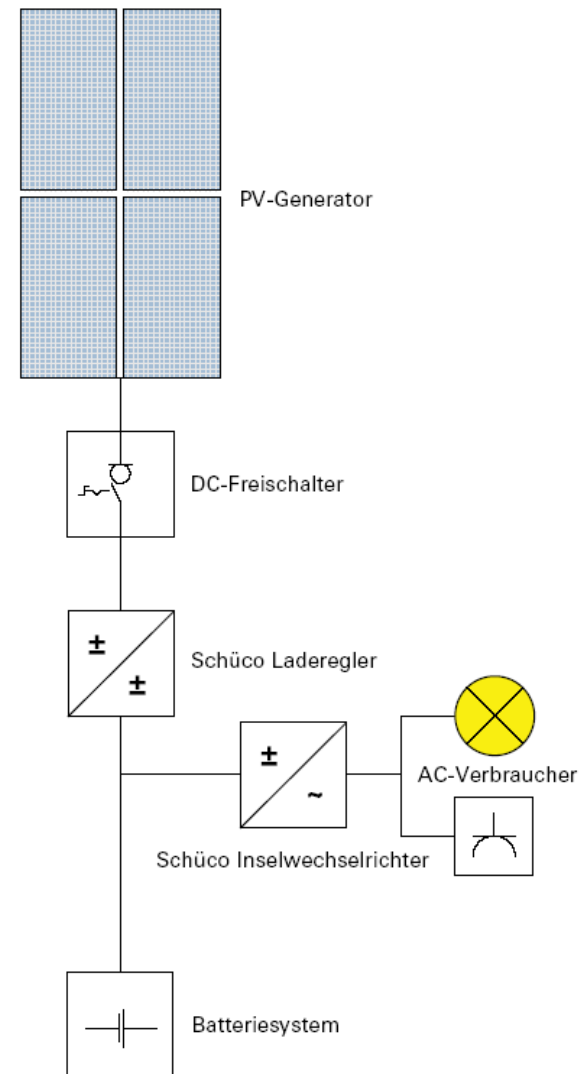 PV-Generator
DC-Freischalter
±
±
Schüco Laderegler
±
~
AC-Verbraucher
Schüco Inselwechselrichter
Batteriesystem